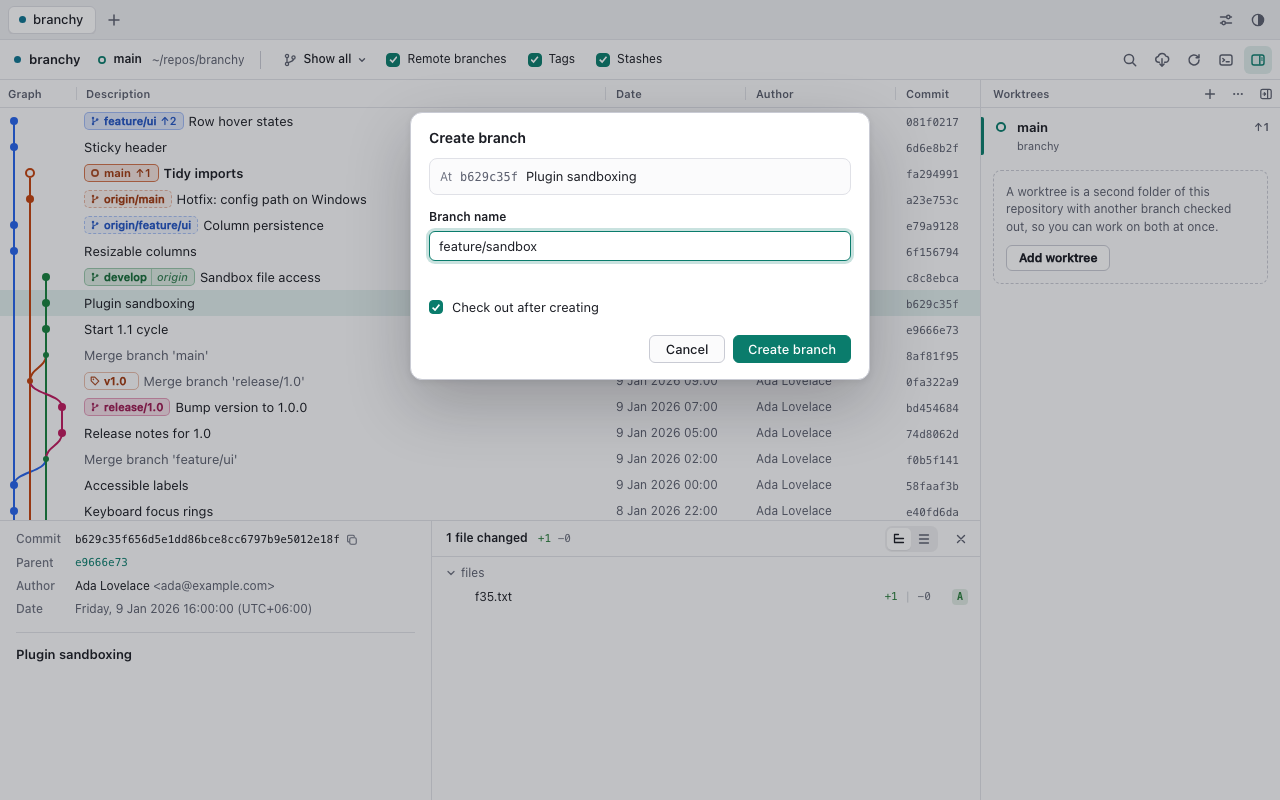 branchy
branchy main ~/repos/branchy Show all Remote branches Tags Stashes
Graph Description Date Author Commit Worktrees
feature/ui ↑2 Row hover states 081f0217
Sticky header 6d6e8b2f
main ↑1 Tidy imports fa294991
origin/main Hotfix: config path on Windows a23e753c
origin/feature/ui Column persistence e79a9128
Resizable columns 6f156794
develop origin Sandbox file access c8c8ebca
Plugin sandboxing b629c35f
Start 1.1 cycle e9666e73
Merge branch 'main' 8af81f95
v1.0 Merge branch 'release/1.0' 9 Jan 2026 09:00 Ada Lovelace 0fa322a9
release/1.0 Bump version to 1.0.0 9 Jan 2026 07:00 Ada Lovelace bd454684
Release notes for 1.0 9 Jan 2026 05:00 Ada Lovelace 74d8062d
Merge branch 'feature/ui' 9 Jan 2026 02:00 Ada Lovelace f0b5f141
Accessible labels 9 Jan 2026 00:00 Ada Lovelace 58faaf3b
Keyboard focus rings 8 Jan 2026 22:00 Ada Lovelace e40fd6da
Create branch
At b629c35f Plugin sandboxing
Branch name
feature/sandbox
Check out after creating
Cancel Create branch
main ↑1
branchy
A worktree is a second folder of this
repository with another branch checked
out, so you can work on both at once.
Add worktree
Commit b629c35f656d5e1dd86bce8cc6797b9e5012e18f
Parent e9666e73
Author Ada Lovelace <ada@example.com>
Date Friday, 9 Jan 2026 16:00:00 (UTC+06:00)
Plugin sandboxing
1 file changed +1 −0
files
f35.txt +1 −0 A